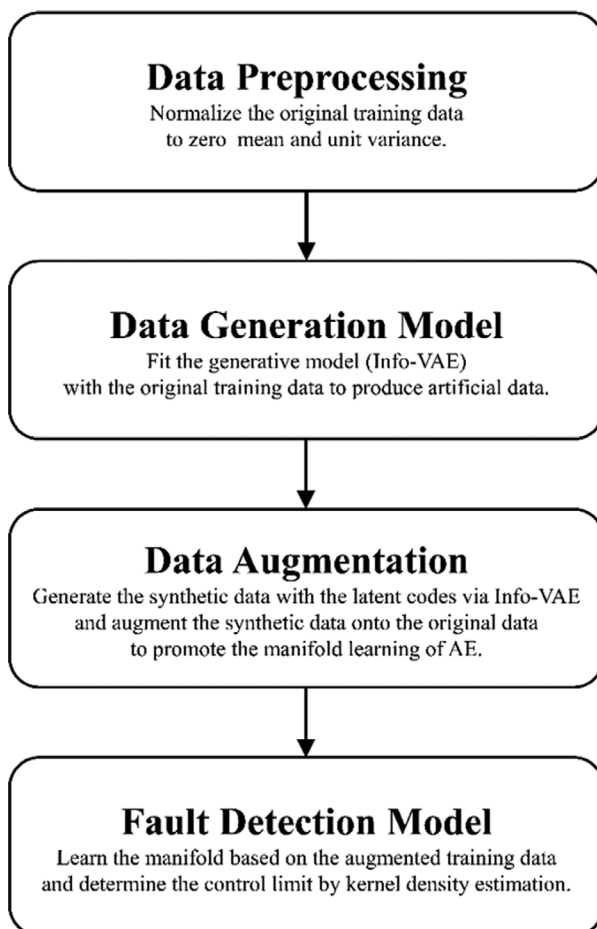 Data Preprocessing
Normalize the original training data
to zero mean and unit variance.
Data Generation Model
Fit the generative model (Info-VAE)
with the original training data to produce artificial data.
Data Augmentation
Generate the synthetic data with the latent codes via Info-VAE
and augment the synthetic data onto the original data
to promote the manifold learning of AE.
Fault Detection Model
Learn the manifold based on the augmented training data
and determine the control limit by kernel density estimation.